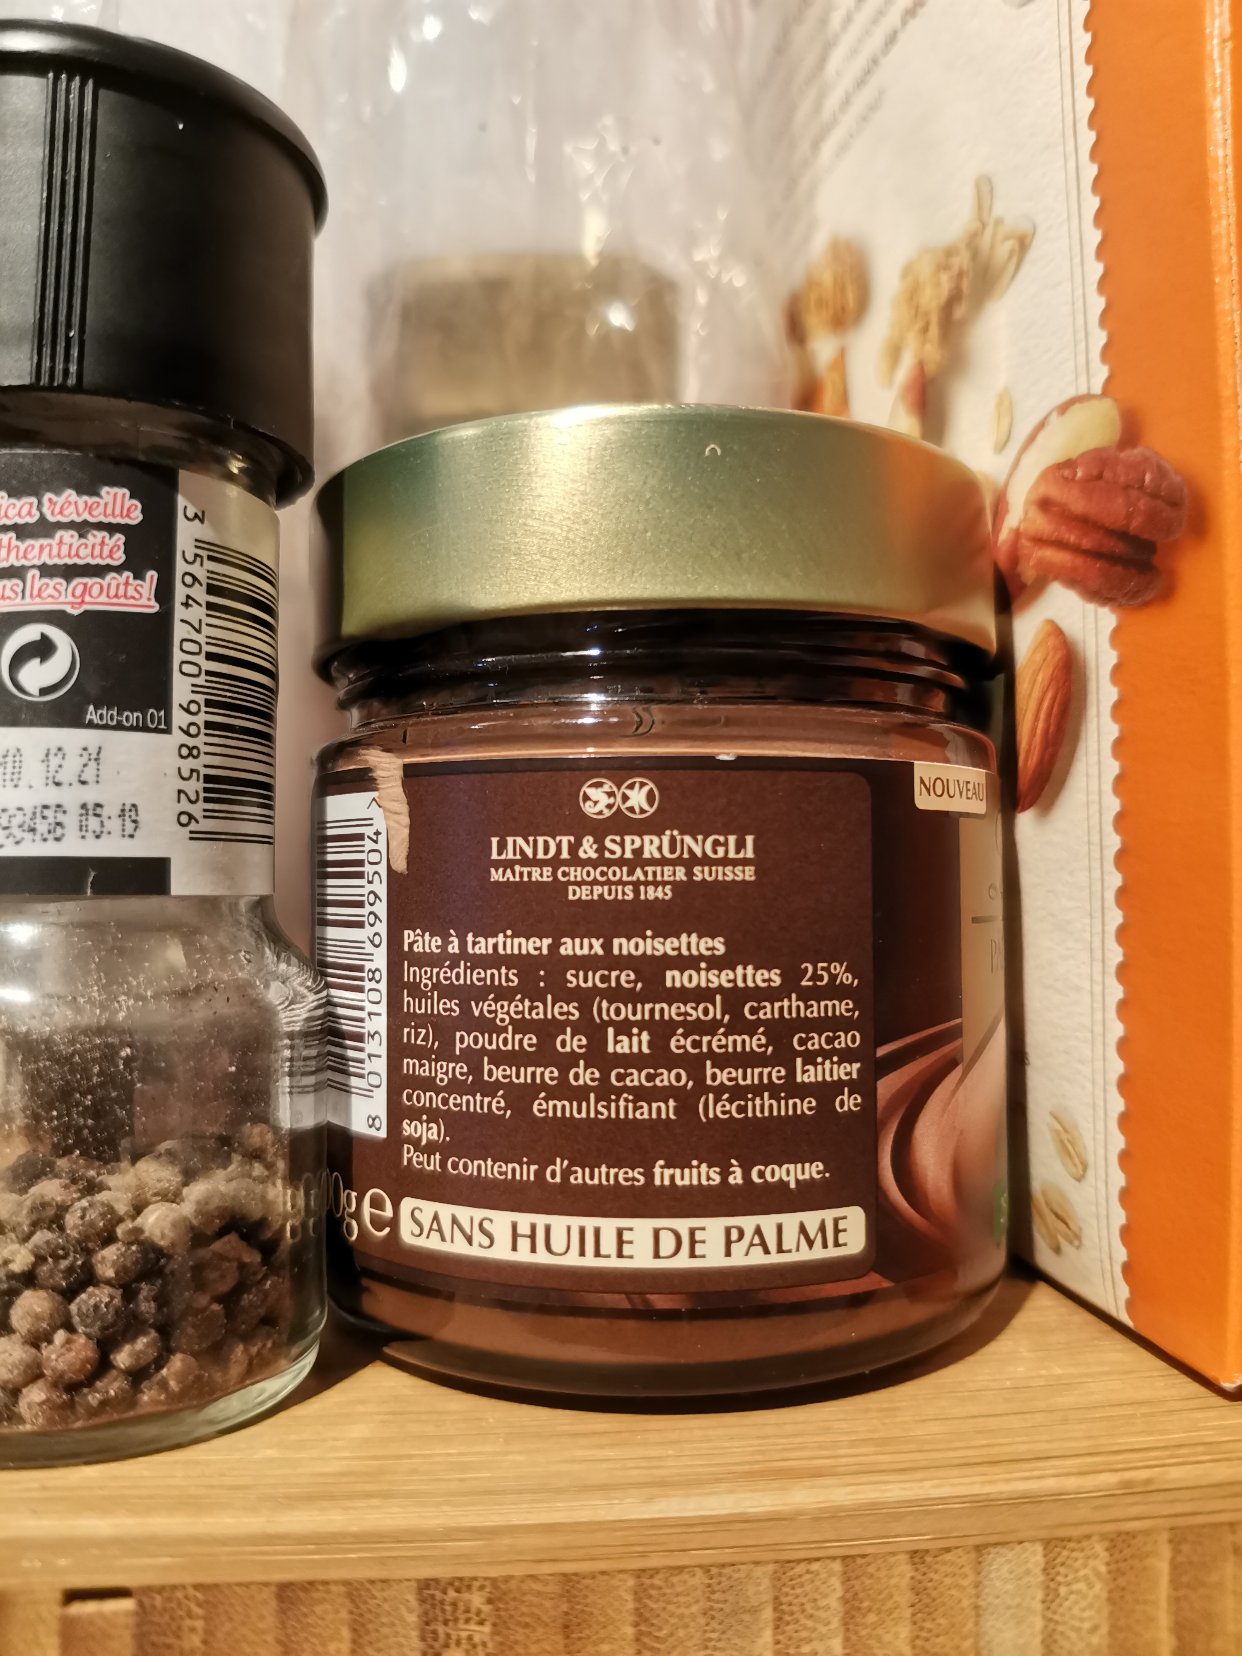 ica réveille
thenticité
us les goûts!
Add-on 01
10.12.21
93456 05:19
3 564700 998526
NOUVEAU
LINDT & SPRÜNGLI
MAÎTRE CHOCOLATIER SUISSE
DEPUIS 1845
Pâte à tartiner aux noisettes
Ingrédients : sucre, noisettes 25%,
huiles végétales (tournesol, carthame,
riz), poudre de lait écrémé, cacao
maigre, beurre de cacao, beurre laitier
concentré, émulsifiant (lécithine de
soja).
Peut contenir d'autres fruits à coque.
SANS HUILE DE PALME
8 013108 699504 >
00g e